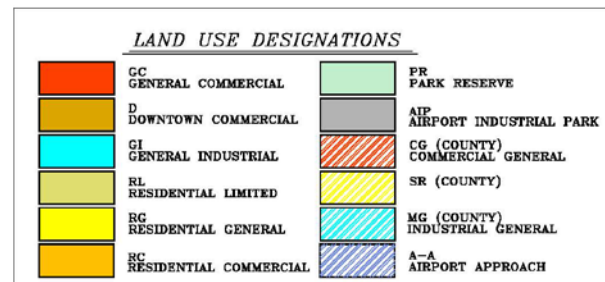 LAND USE DESIGNATIONS
GC
GENERAL COMMERCIAL
D
DOWNTOWN COMMERCIAL
GI
GENERAL INDUSTRIAL
RL
RESIDENTIAL LIMITED
RG
RESIDENTIAL GENERAL
RC
RESIDENTIAL COMMERCIAL
PR
PARK RESERVE
AIP
AIRPORT INDUSTRIAL PARK
CG (COUNTY)
COMMERCIAL GENERAL
SR (COUNTY)
MG (COUNTY)
INDUSTRIAL GENERAL
A-A
AIRPORT APPROACH